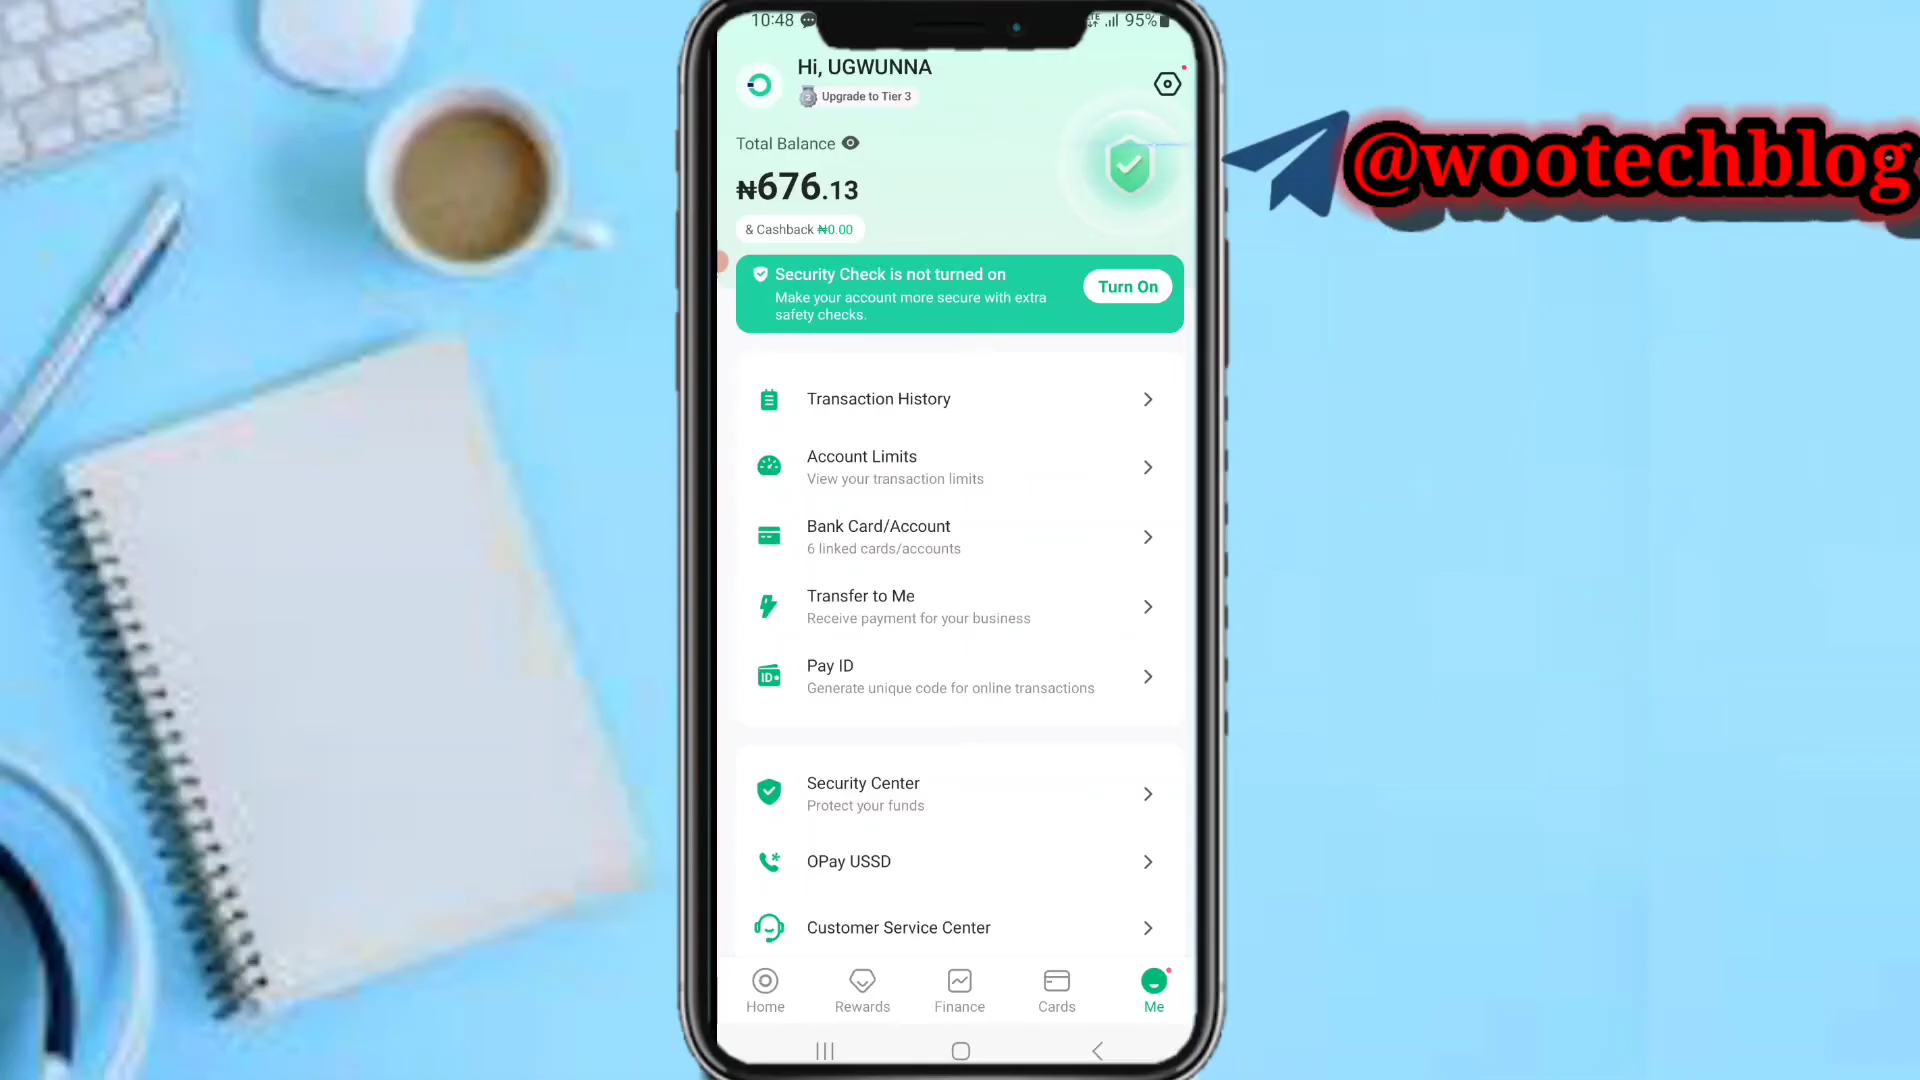 10:48
LTE 95%
Hi, UGWUNNA
2 Upgrade to Tier 3
Total Balance
₦676.13
& Cashback ₦0.00
Security Check is not turned on
Make your account more secure with extra
safety checks.
Turn On
@wootechblog
Transaction History
Account Limits
View your transaction limits
Bank Card/Account
6 linked cards/accounts
Transfer to Me
Receive payment for your business
ID
Pay ID
Generate unique code for online transactions
Security Center
Protect your funds
OPay USSD
Customer Service Center
Home
Rewards
Finance
Cards
Me